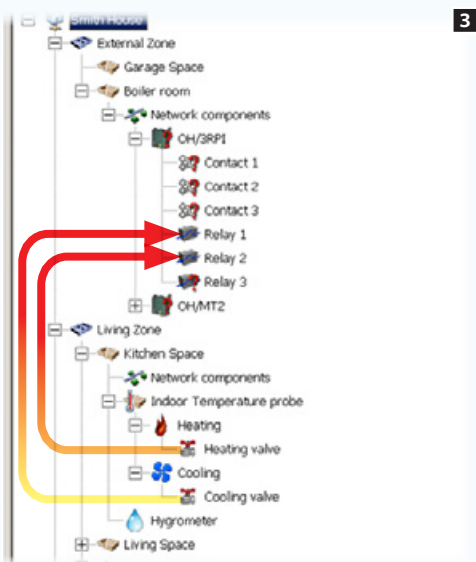 3
Smith House
External Zone
Garage Space
Boiler room
Network components
OH/3RPI
Contact 1
Contact 2
Contact 3
Relay 1
Relay 2
Relay 3
OH/MT2
Living Zone
Kitchen Space
Network components
Indoor Temperature probe
Heating
Heating valve
Cooling
Cooling valve
Hygrometer
Living Space